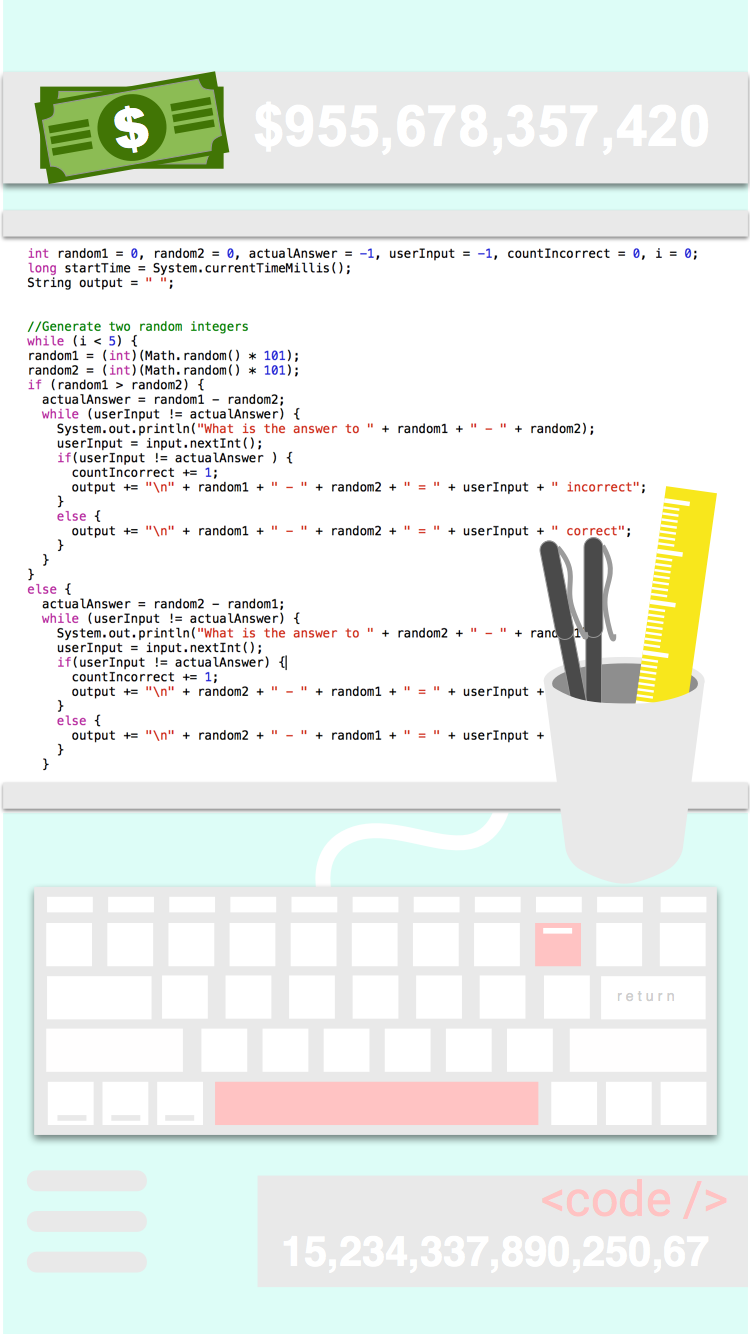 $955,678,357,420
int random1 = 0, random2 = 0, actualAnswer = -1, userInput = -1, countIncorrect = 0, i = 0;
long startTime = System.currentTimeMillis();
String output = " ";
//Generate two random integers
while (i < 5) {
random1 = (int)(Math.random() * 101);
random2 = (int)(Math.random() * 101);
if (random1 > random2) {
  actualAnswer = random1 - random2;
  while (userInput != actualAnswer) {
    System.out.println("What is the answer to " + random1 + " - " + random2);
    userInput = input.nextInt();
    if(userInput != actualAnswer ) {
      countIncorrect += 1;
      output += "\n" + random1 + " - " + random2 + " = " + userInput + " incorrect";
    }
    else {
      output += "\n" + random1 + " - " + random2 + " = " + userInput + " correct";
    }
  }
}
else {
  actualAnswer = random2 - random1;
  while (userInput != actualAnswer) {
    System.out.println("What is the answer to " + random2 + " - " +
    userInput = input.nextInt();
    if(userInput != actualAnswer) {
      countIncorrect += 1;
      output += "\n" + random2 + " - " + random1 + " = " + userInput +
    }
    else {
      output += "\n" + random2 + " - " + random1 + " = " + userInput +
    }
  }
return
<code />
15,234,337,890,250,67